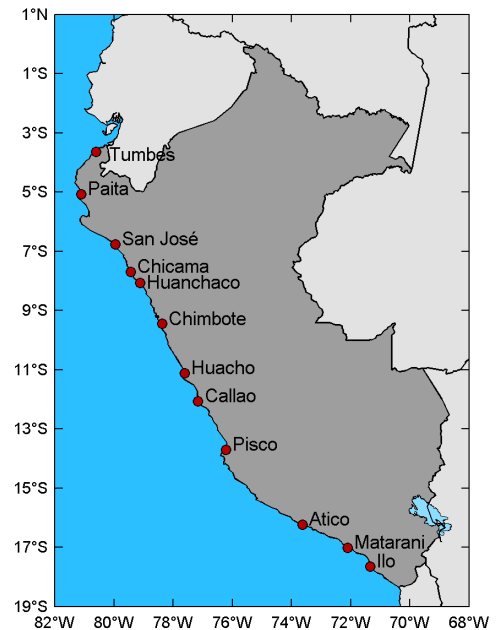 1°N
1°S
3°S
Tumbes
5°S
Paita
San José
7°S
Chicama
Huanchaco
9°S
Chimbote
11°S
Huacho
Callao
13°S
Pisco
15°S
Atico
17°S
Matarani
Ilo
19°S
82°W 80°W 78°W 76°W 74°W 72°W 70°W 68°W